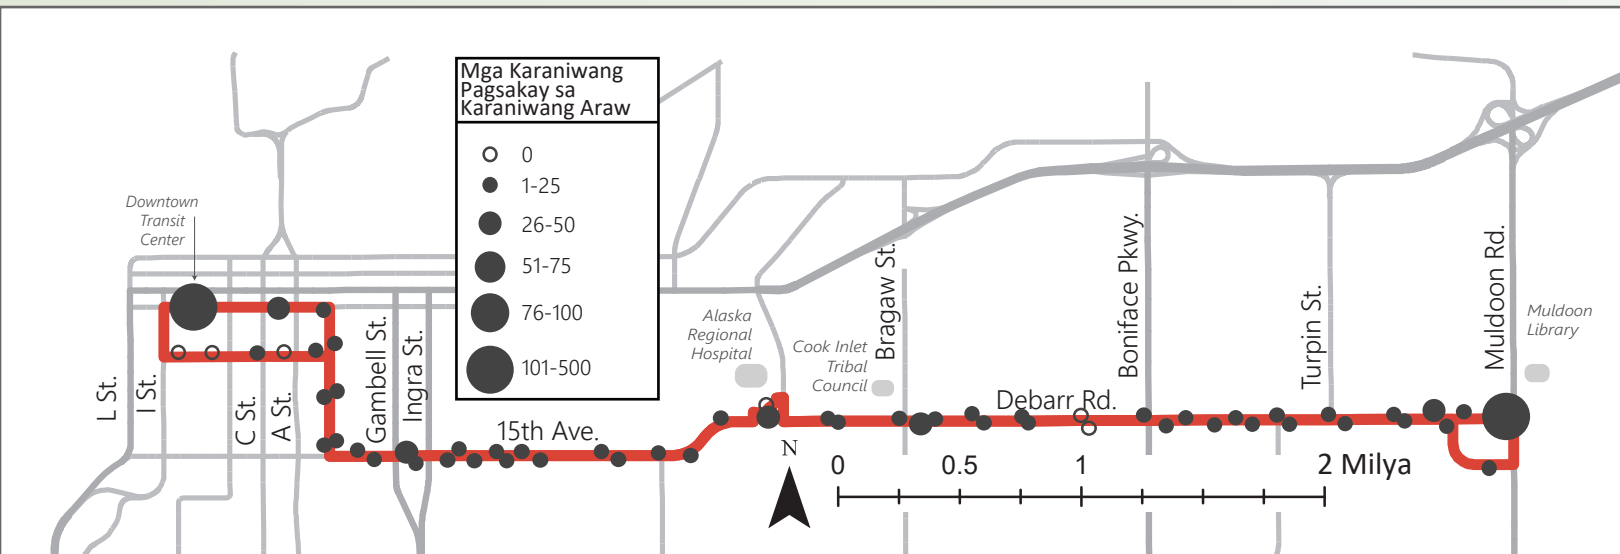 Mga Karaniwang
Pagsakay sa
Karaniwang Araw
0
1-25
26-50
51-75
76-100
101-500
Downtown
Transit
Center
L St.
I St.
C St.
A St.
Gambell St.
Ingra St.
15th Ave.
Alaska
Regional
Hospital
Cook Inlet
Tribal
Council
Bragaw St.
Debarr Rd.
Boniface Pkwy.
Turpin St.
Muldoon Rd.
Muldoon
Library
N
0 0.5 1 2 Milya